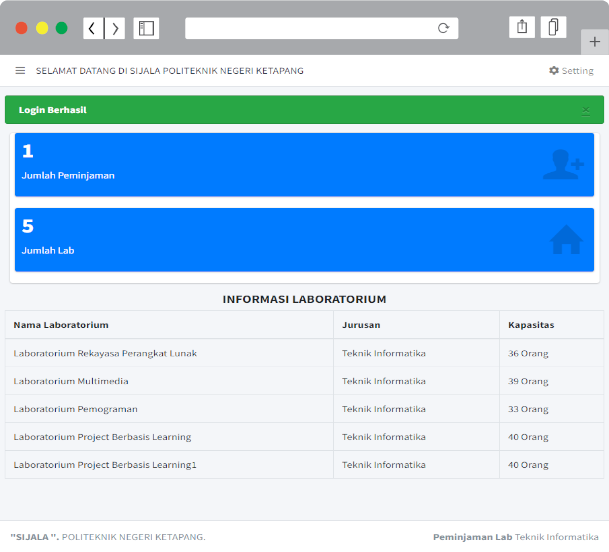 SELAMAT DATANG DI SIJALA POLITEKNIK NEGERI KETAPANG
Setting
Login Berhasil
×
1
Jumlah Peminjaman
5
Jumlah Lab
INFORMASI LABORATORIUM
Nama Laboratorium Jurusan Kapasitas
Laboratorium Rekayasa Perangkat Lunak Teknik Informatika 36 Orang
Laboratorium Multimedia Teknik Informatika 39 Orang
Laboratorium Pemograman Teknik Informatika 33 Orang
Laboratorium Project Berbasis Learning Teknik Informatika 40 Orang
Laboratorium Project Berbasis Learning1 Teknik Informatika 40 Orang
"SIJALA ". POLITEKNIK NEGERI KETAPANG.
Peminjaman Lab Teknik Informatika